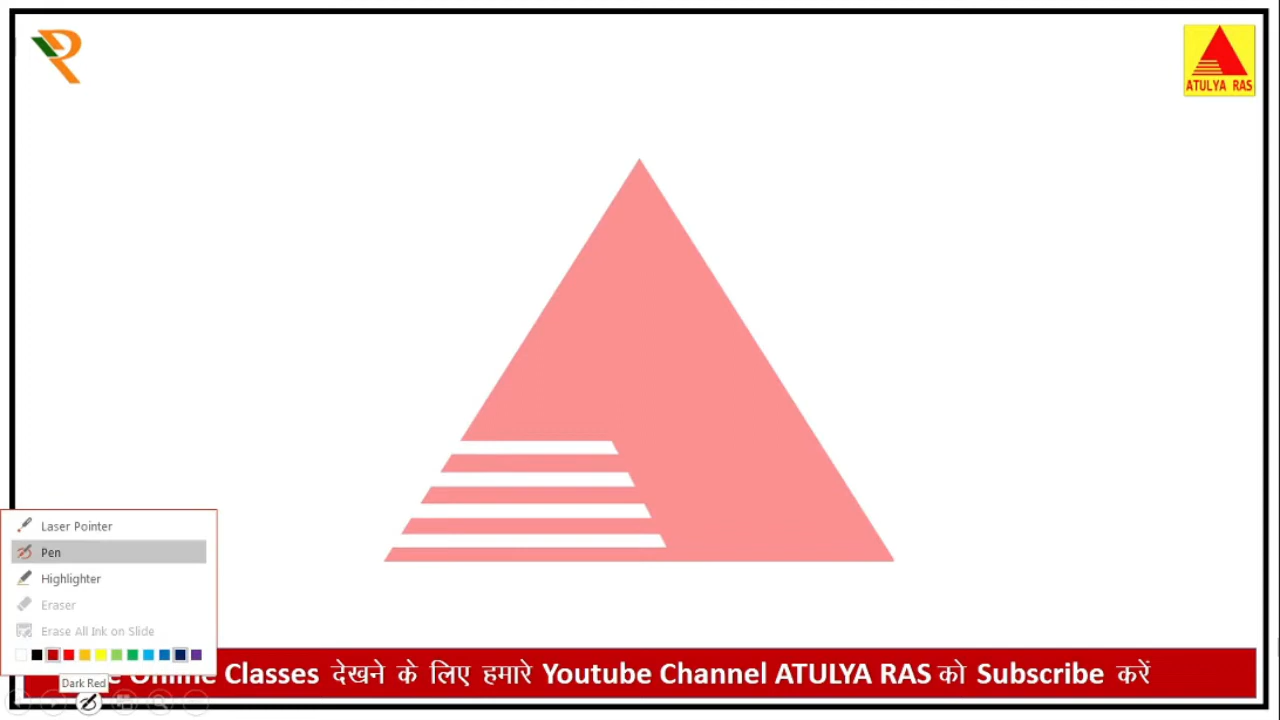 ATULYA RAS
Laser Pointer
Pen
Highlighter
Eraser
Erase All Ink on Slide
Classes देखने के लिए हमारे Youtube Channel ATULYA RAS को Subscribe करें
Dark Red